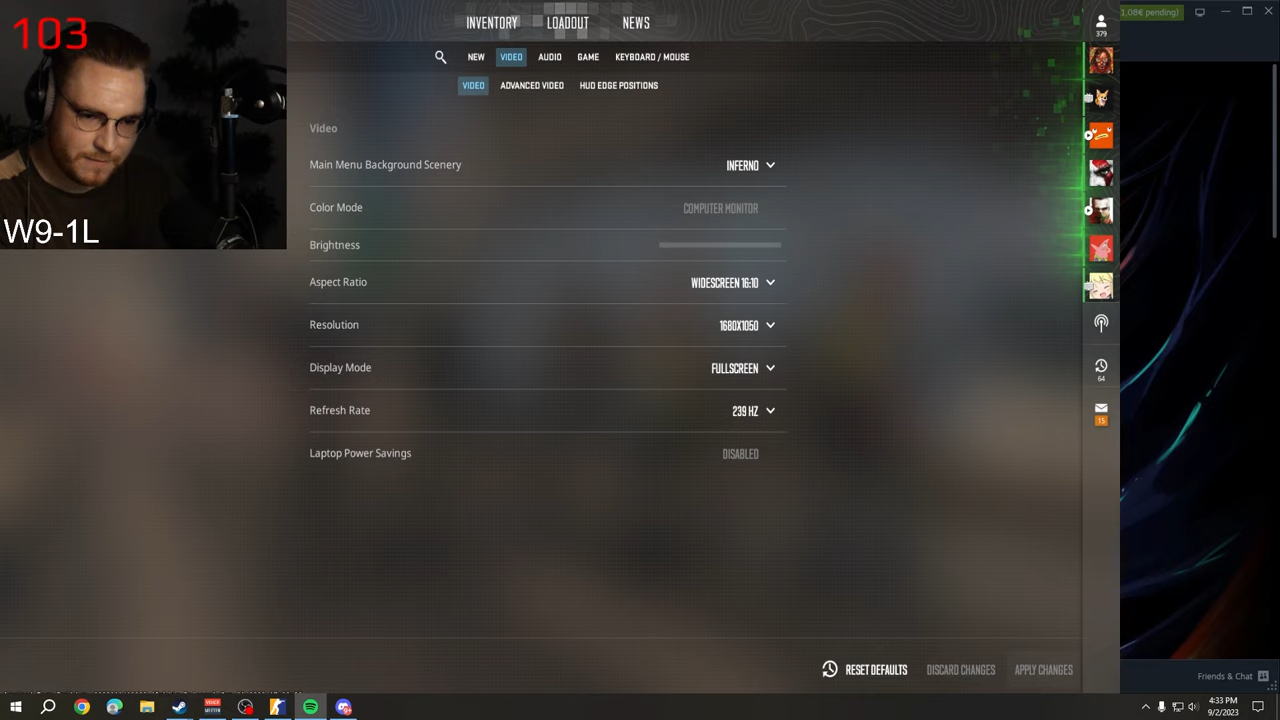 103
INVENTORY LOADOUT NEWS
1,08€ pending)
379
NEW VIDEO AUDIO GAME KEYBOARD / MOUSE
VIDEO ADVANCED VIDEO HUD EDGE POSITIONS
Video
Main Menu Background Scenery INFERNO
Color Mode COMPUTER MONITOR
W9-1L
Brightness
Aspect Ratio WIDESCREEN 16:10
Resolution 1680X1050
Display Mode FULLSCREEN
64
Refresh Rate 239 HZ
15
Laptop Power Savings DISABLED
RESET DEFAULTS DISCARD CHANGES APPLY CHANGES
Friends & Chat
VOICE
MEETER
4:33 PM
9/2/2023